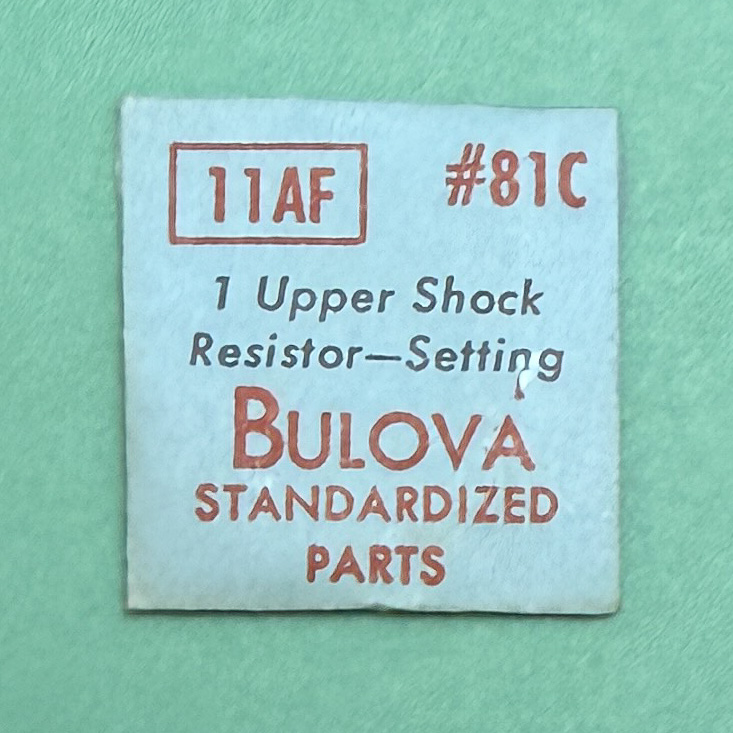 11AF #81C
1 Upper Shock
Resistor—Setting
BULOVA
STANDARDIZED
PARTS